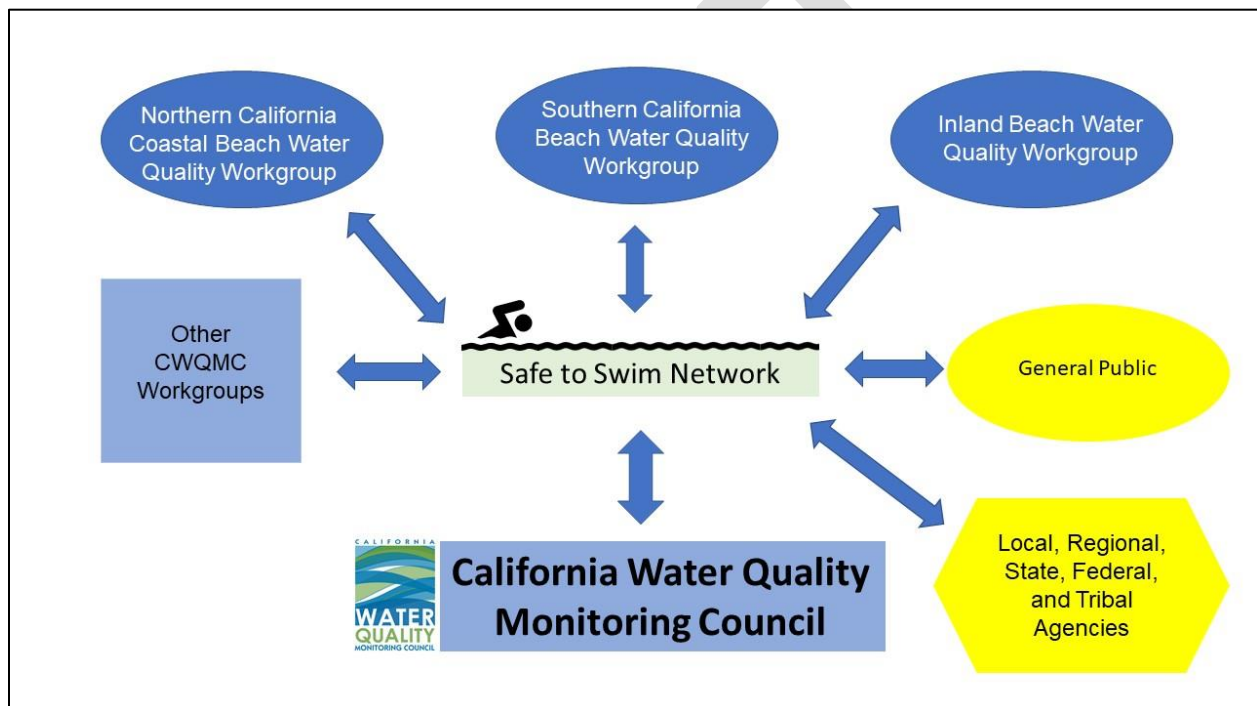 Northern California
Coastal Beach Water
Quality Workgroup
Southern California
Beach Water Quality
Workgroup
Inland Beach Water
Quality Workgroup
Other
CWQMC
Workgroups
Safe to Swim Network
General Public
CALIFORNIA
WATER
QUALITY
MONITORING COUNCIL
California Water Quality
Monitoring Council
Local, Regional,
State, Federal,
and Tribal
Agencies